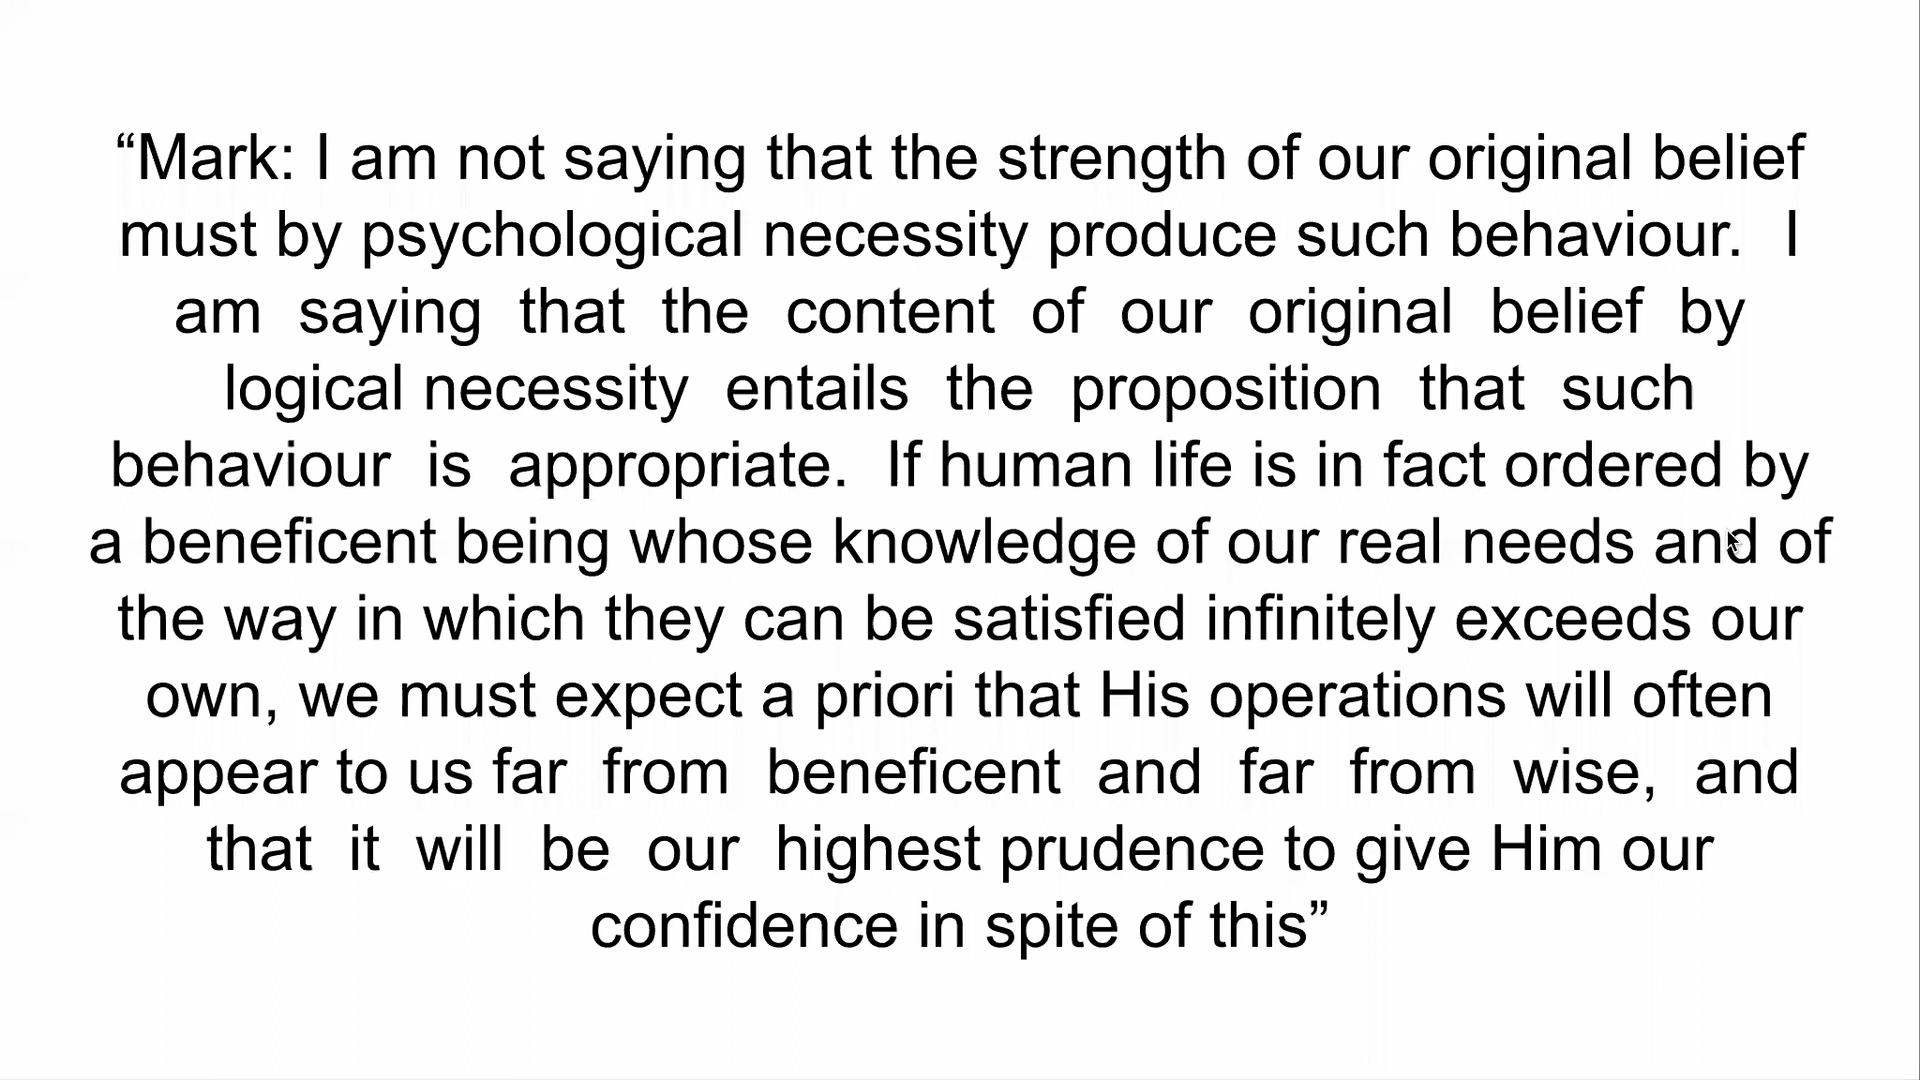 “Mark: I am not saying that the strength of our original belief
must by psychological necessity produce such behaviour.  I
am  saying  that  the  content  of  our  original  belief  by
logical necessity  entails  the  proposition  that  such
behaviour  is  appropriate.  If human life is in fact ordered by
a beneficent being whose knowledge of our real needs and of
the way in which they can be satisfied infinitely exceeds our
own, we must expect a priori that His operations will often
appear to us far  from  beneficent  and  far  from  wise,  and
that  it  will  be  our  highest prudence to give Him our
confidence in spite of this”